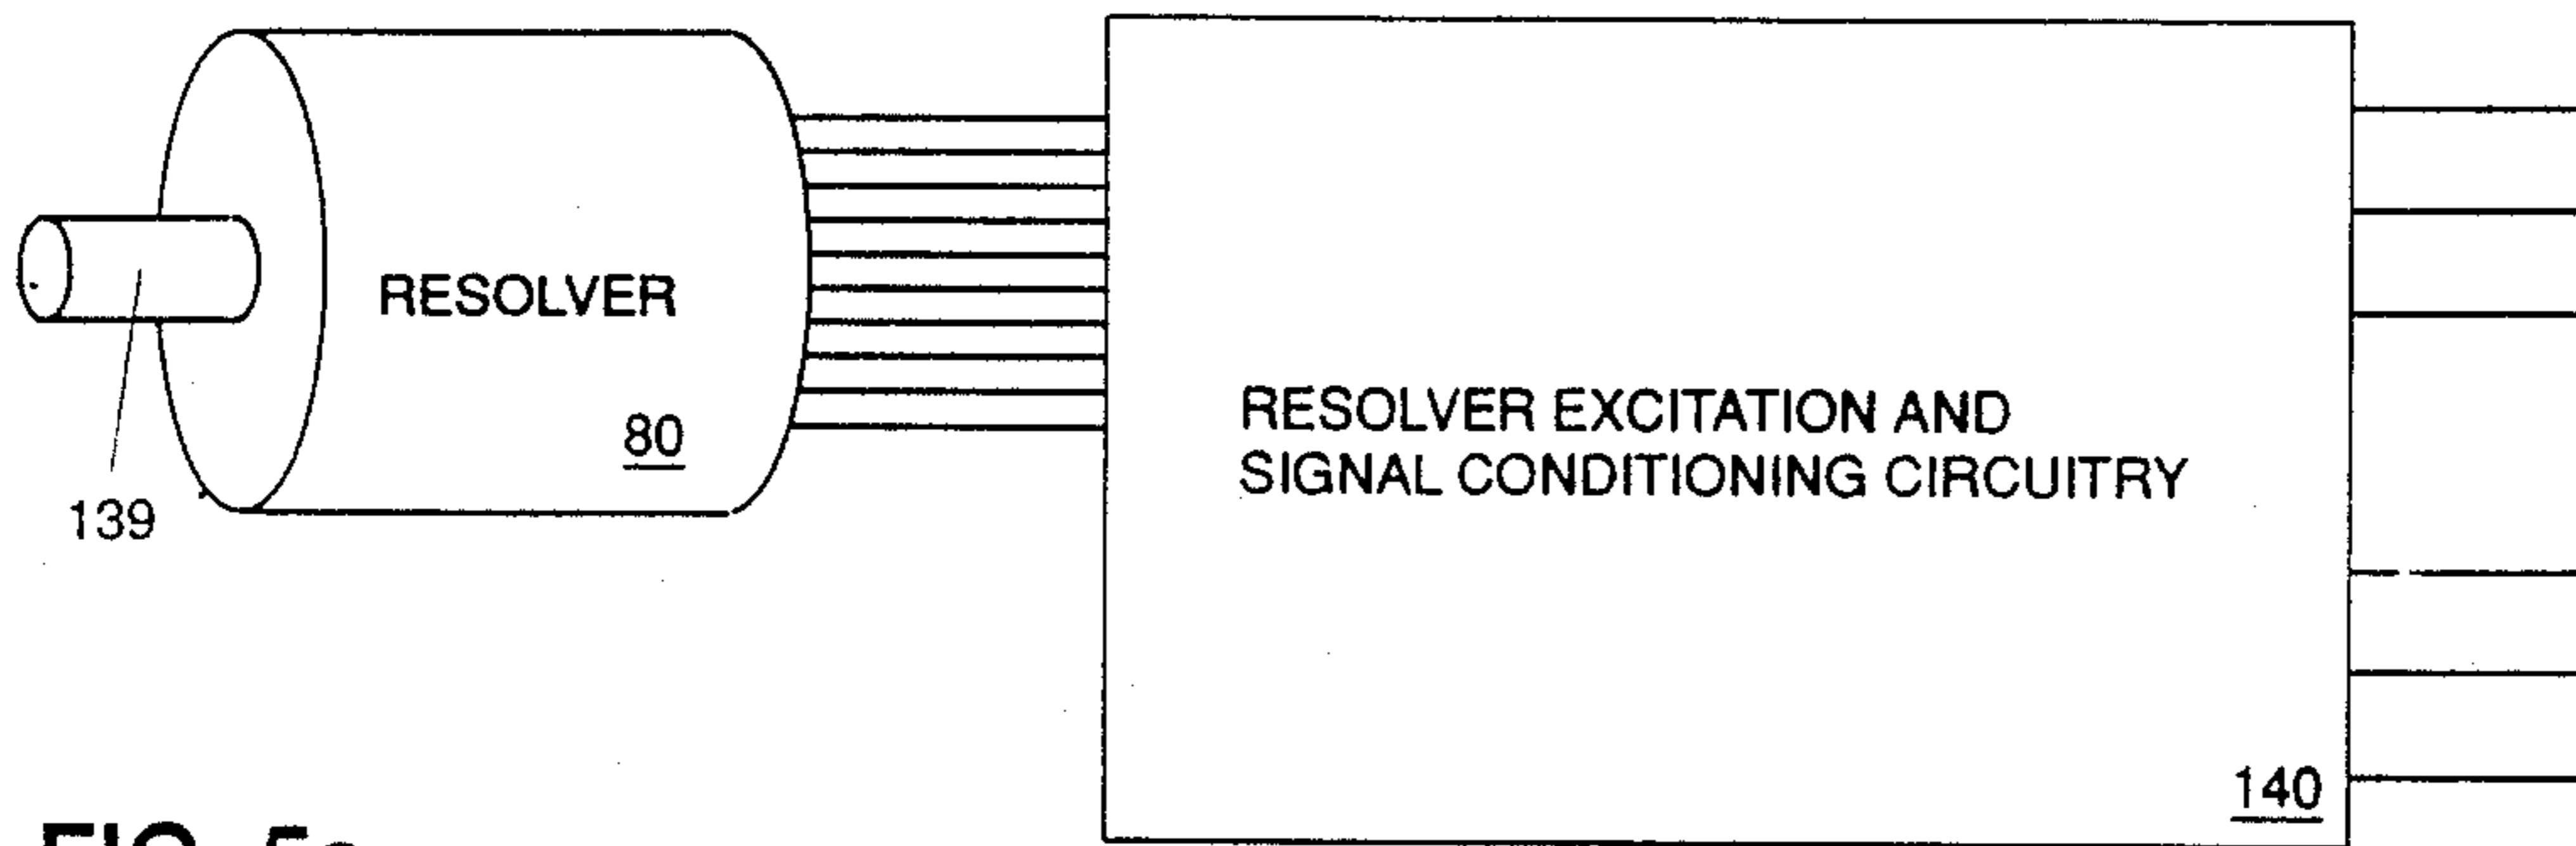 RESOLVER
80
139
RESOLVER EXCITATION AND
SIGNAL CONDITIONING CIRCUITRY
140